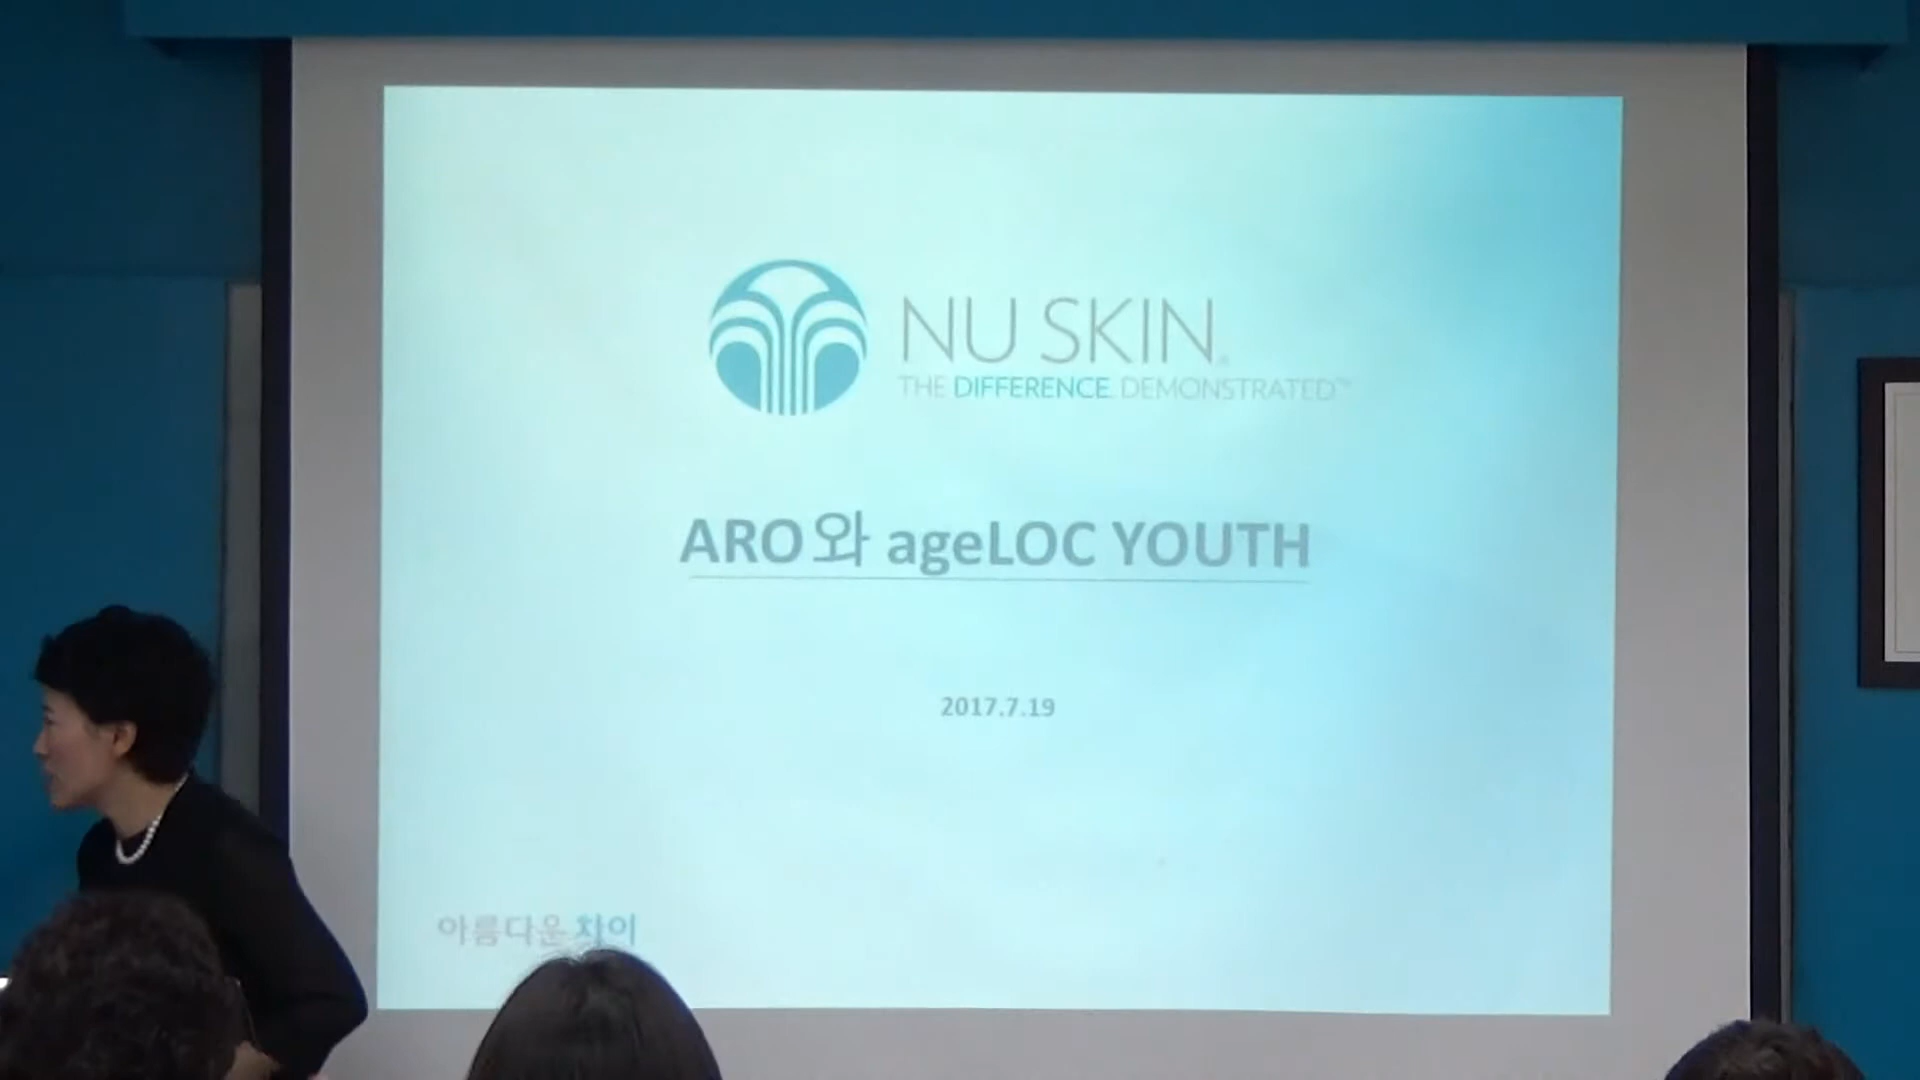 NU SKIN®
THE DIFFERENCE. DEMONSTRATED™
ARO와 ageLOC YOUTH
2017.7.19
아름다운 차이